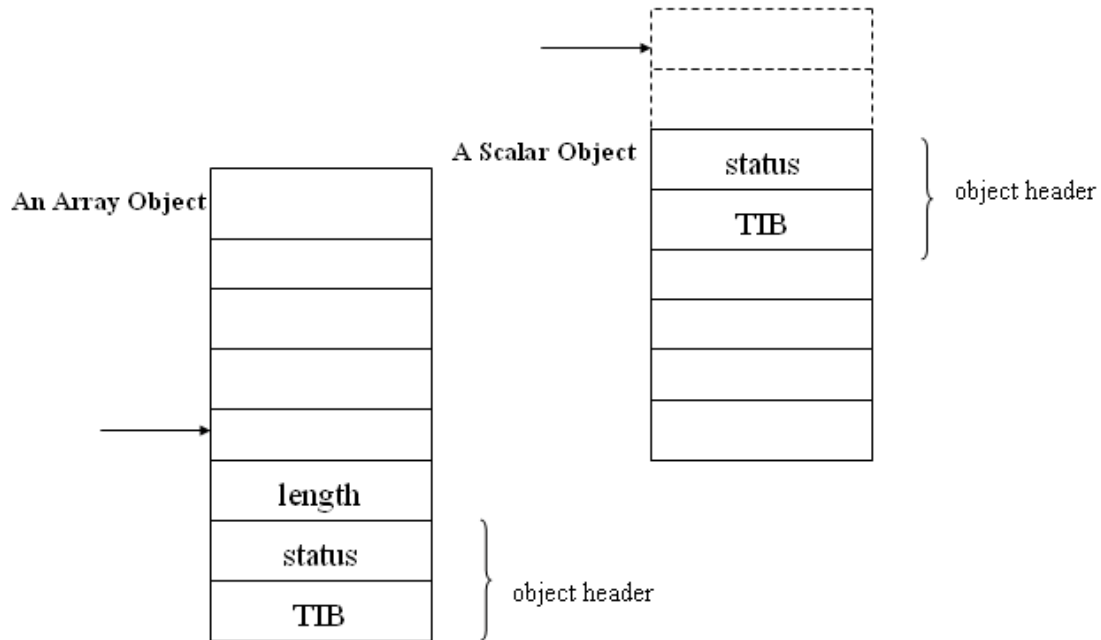 A Scalar Object
status
TIB
object header
An Array Object
length
status
TIB
object header